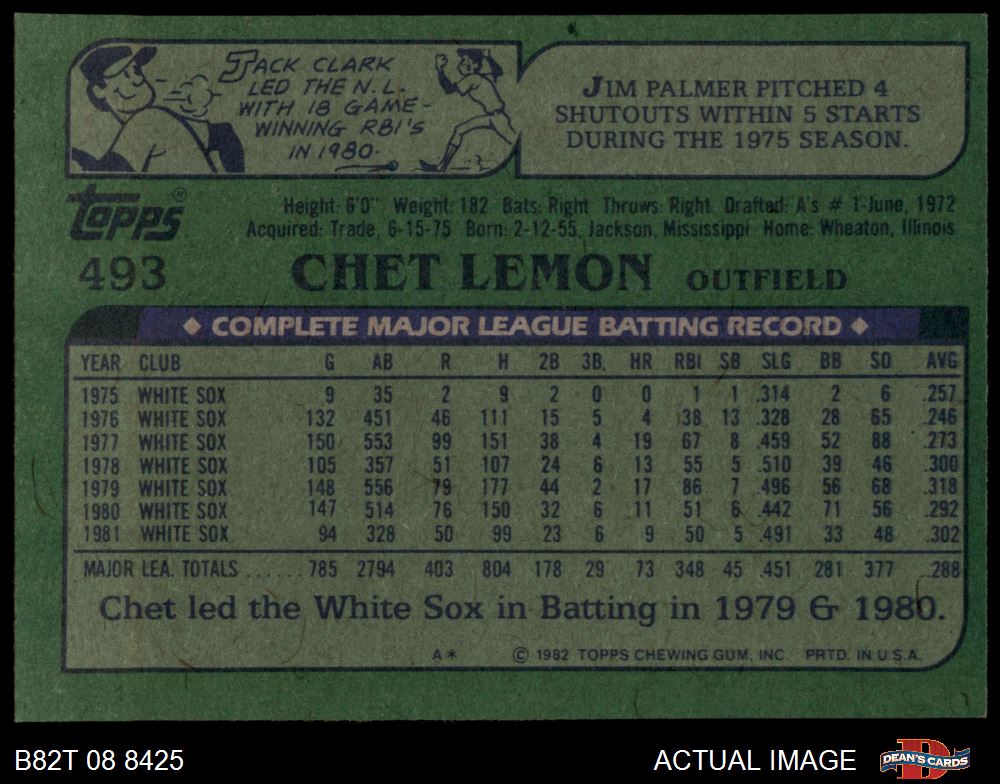 JACK CLARK
LED THE N.L.
WITH 18 GAME-
WINNING RBI'S
IN 1980.
JIM PALMER PITCHED 4
SHUTOUTS WITHIN 5 STARTS
DURING THE 1975 SEASON.
Topps®
Height: 6'0" Weight: 182 Bats: Right Throws: Right Drafted: A's # 1-June, 1972
Acquired: Trade, 6-15-75 Born: 2-12-55, Jackson, Mississippi Home: Wheaton, Illinois
493 CHET LEMON OUTFIELD
◆ COMPLETE MAJOR LEAGUE BATTING RECORD ◆
YEAR CLUB G AB R H 2B 3B. HR RBI SB SLG BB SO AVG
1975 WHITE SOX 9 35 2 9 2 0 0 1 1 .314 2 6 .257
1976 WHITE SOX 132 451 46 111 15 5 4 38 13 .328 28 65 .246
1977 WHITE SOX 150 553 99 151 38 4 19 67 8 .459 52 88 .273
1978 WHITE SOX 105 357 51 107 24 6 13 55 5 .510 39 46 .300
1979 WHITE SOX 148 556 79 177 44 2 17 86 7 .496 56 68 .318
1980 WHITE SOX 147 514 76 150 32 6 11 51 6 .442 71 56 .292
1981 WHITE SOX 94 328 50 99 23 6 9 50 5 .491 33 48 .302
MAJOR LEA. TOTALS ...... 785 2794 403 804 178 29 73 348 45 .451 281 377 .288
Chet led the White Sox in Batting in 1979 & 1980.
A* © 1982 TOPPS CHEWING GUM, INC. PRTD. IN U.S.A.
B82T 08 8425 ACTUAL IMAGE DEAN'S CARDS